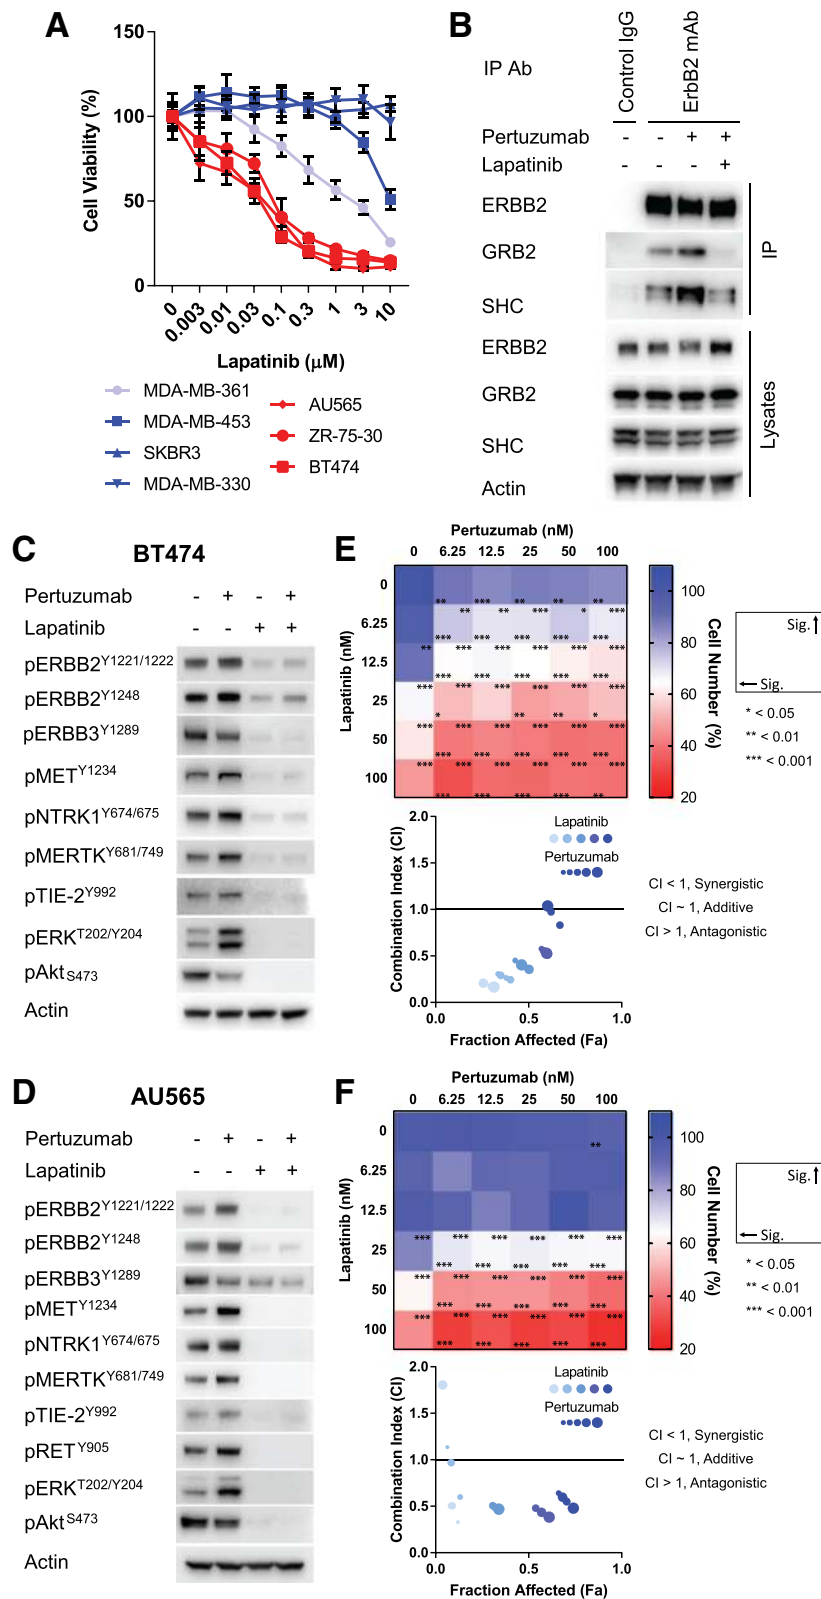 A
150
100
50
0
Cell Viability (%)
0 0.003 0.01 0.03 0.1 0.3 1 3 10
Lapatinib (μM)
MDA-MB-361
MDA-MB-453
SKBR3
MDA-MB-330
AU565
ZR-75-30
BT474
B
IP Ab
Control IgG
ErbB2 mAb
Pertuzumab - - + +
Lapatinib - - - +
ERBB2
GRB2
SHC
IP
ERBB2
GRB2
SHC
Actin
Lysates
C
BT474
Pertuzumab - + - +
Lapatinib - - + +
pERBB2Y1221/1222
pERBB2Y1248
pERBB3Y1289
pMETY1234
pNTRK1Y674/675
pMERTKY681/749
pTIE-2Y992
pERKT202/Y204
pAktS473
Actin
E
Pertuzumab (nM)
0 6.25 12.5 25 50 100
Lapatinib (nM)
0
6.25
12.5
25
50
100
** *** ** ** **
** ** *** * ***
*** *** *** *** ***
** *** *** *** *** ***
*** *** *** *** ***
*** *** *** *** *** ***
* ** ** *
*** *** *** *** *** ***
*** *** *** *** ***
*** *** *** *** *** ***
*** *** *** *** **
100
80
60
40
20
Cell Number (%)
Sig.
Sig.
* < 0.05
** < 0.01
*** < 0.001
2.0
1.5
1.0
0.5
0.0
Combination Index (CI)
Lapatinib
Pertuzumab
0.0 0.5 1.0
Fraction Affected (Fa)
CI < 1, Synergistic
CI ~ 1, Additive
CI > 1, Antagonistic
D
AU565
Pertuzumab - + - +
Lapatinib - - + +
pERBB2Y1221/1222
pERBB2Y1248
pERBB3Y1289
pMETY1234
pNTRK1Y674/675
pMERTKY681/749
pTIE-2Y992
pRETY905
pERKT202/Y204
pAktS473
Actin
F
Pertuzumab (nM)
0 6.25 12.5 25 50 100
Lapatinib (nM)
0
6.25
12.5
25
50
100
**
*** *** *** *** *** ***
*** *** *** *** ***
*** *** *** *** *** ***
*** *** *** *** ***
*** *** *** *** *** ***
*** *** *** *** ***
100
80
60
40
20
Cell Number (%)
Sig.
Sig.
* < 0.05
** < 0.01
*** < 0.001
2.0
1.5
1.0
0.5
0.0
Combination Index (CI)
Lapatinib
Pertuzumab
0.0 0.5 1.0
Fraction Affected (Fa)
CI < 1, Synergistic
CI ~ 1, Additive
CI > 1, Antagonistic